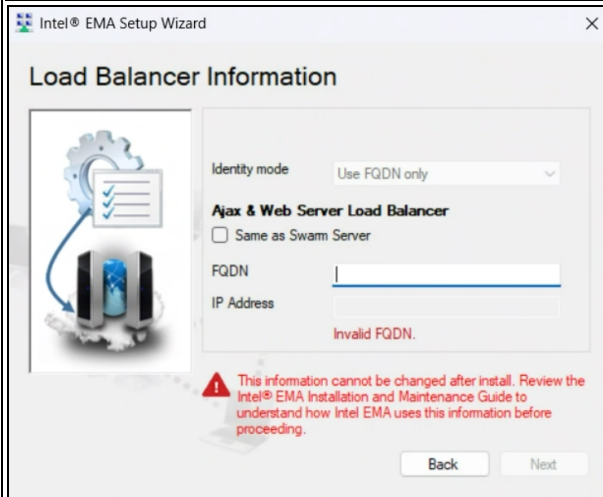 Intel® EMA Setup Wizard
Load Balancer Information
Identity mode
Use FQDN only
Ajax & Web Server Load Balancer
Same as Swarm Server
FQDN
IP Address
Invalid FQDN.
This information cannot be changed after install. Review the
Intel® EMA Installation and Maintenance Guide to
understand how Intel EMA uses this information before
proceeding.
Back
Next